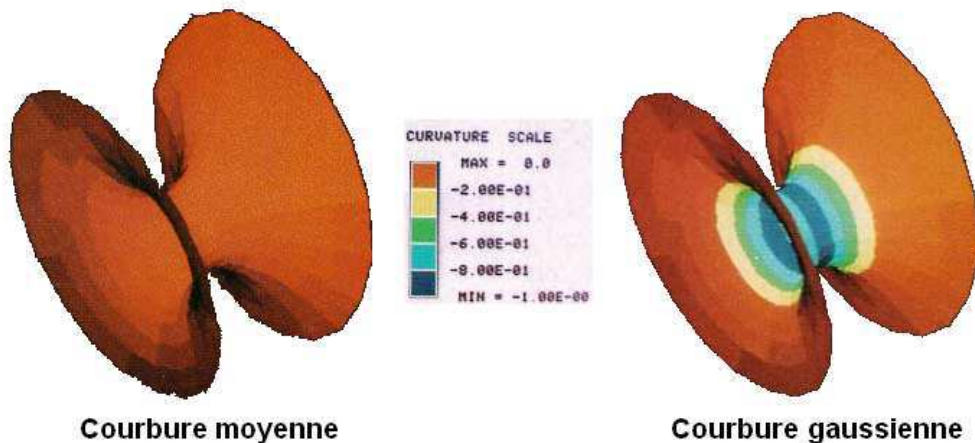 CURVATURE SCALE
MAX = 0.0
-2.00E-01
-4.00E-01
-6.00E-01
-8.00E-01
MIN = -1.00E-00
Courbure moyenne
Courbure gaussienne